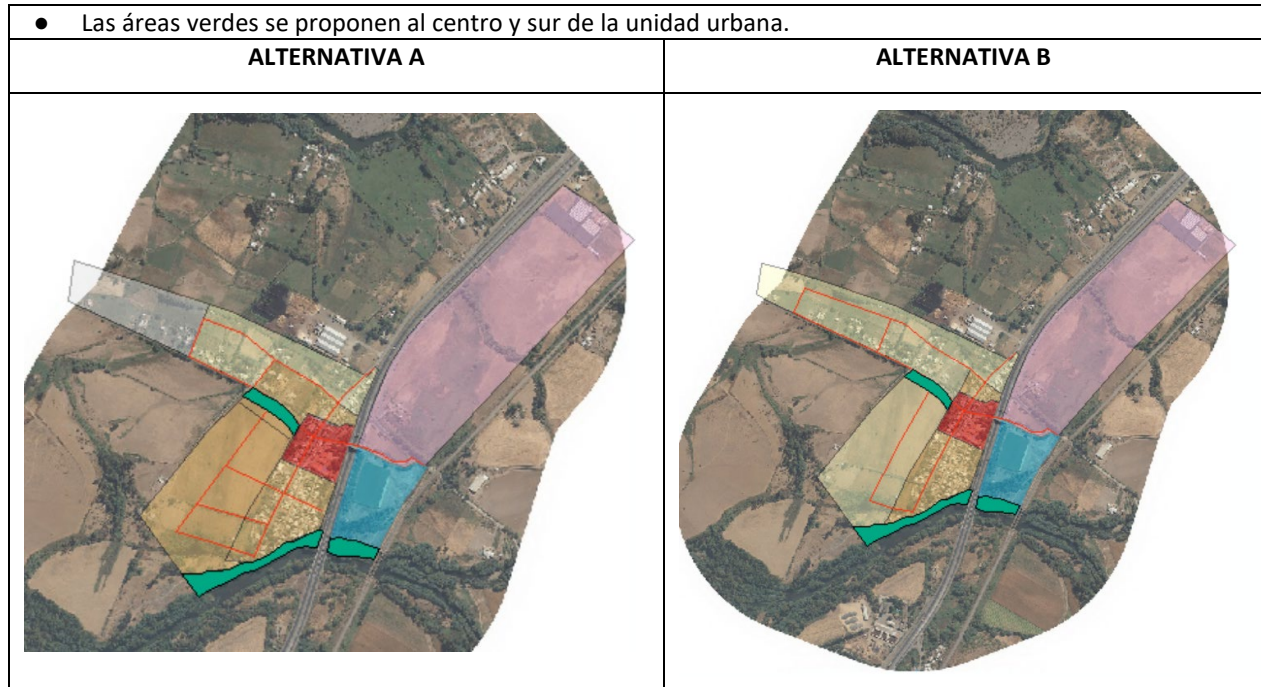 ● Las áreas verdes se proponen al centro y sur de la unidad urbana.
ALTERNATIVA A
ALTERNATIVA B